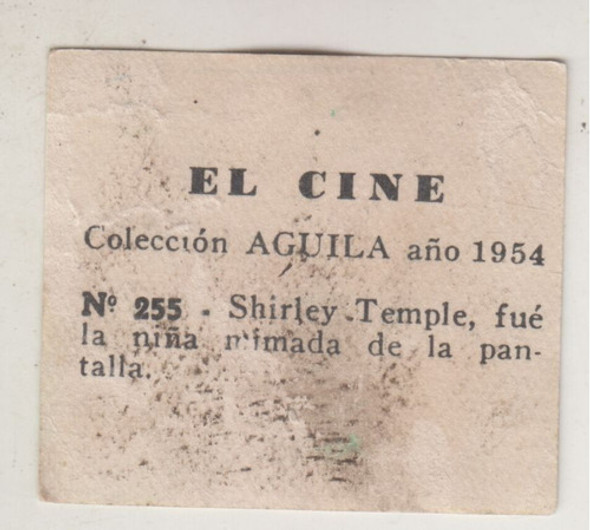 EL CINE
Colección AGUILA año 1954
Nº 255 - Shirley Temple, fué
la niña mimada de la pan-
talla.